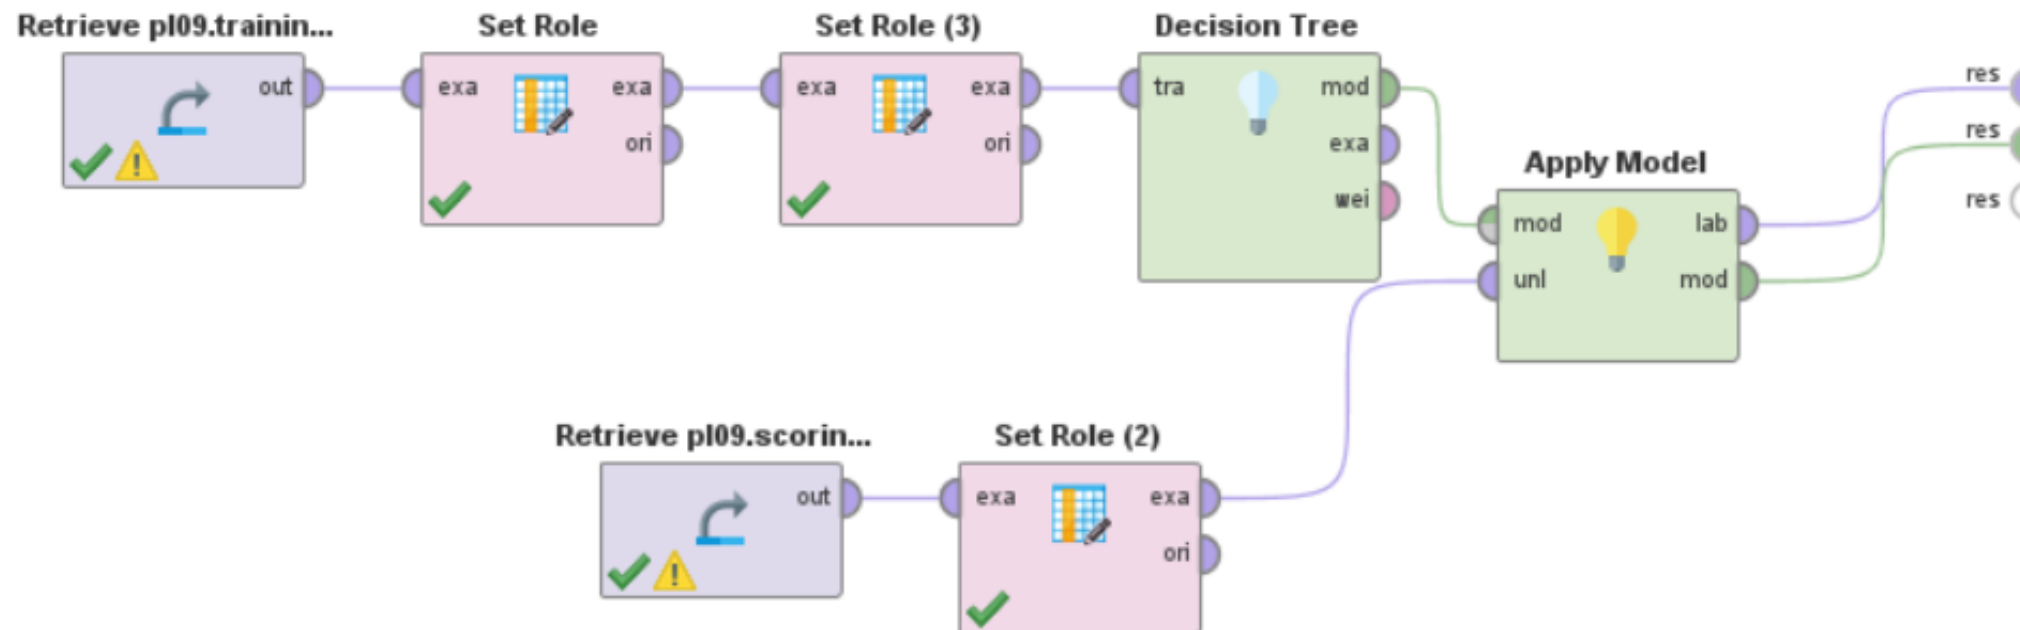 Retrieve pl09.trainin...
out
Set Role
exa
exa
ori
Set Role (3)
exa
exa
ori
Decision Tree
tra
mod
exa
wei
Apply Model
mod
lab
unl
mod
res
res
res
Retrieve pl09.scorin...
out
Set Role (2)
exa
exa
ori